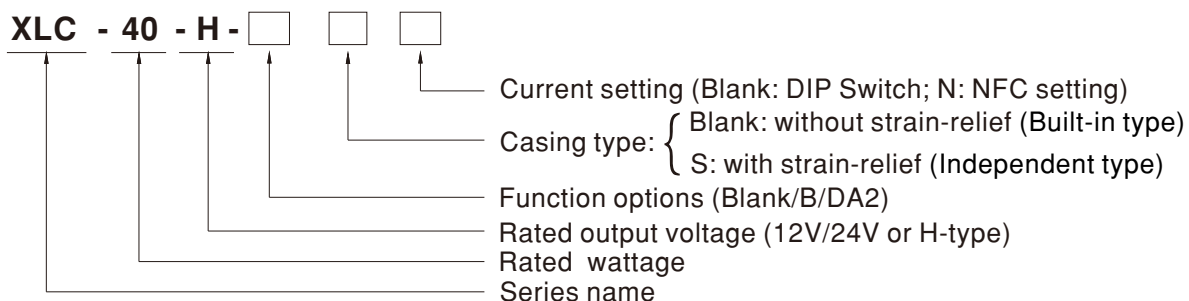 XLC - 40 - H -
Current setting (Blank: DIP Switch; N: NFC setting)
Casing type:
Blank: without strain-relief (Built-in type)
S: with strain-relief (Independent type)
Function options (Blank/B/DA2)
Rated output voltage (12V/24V or H-type)
Rated wattage
Series name